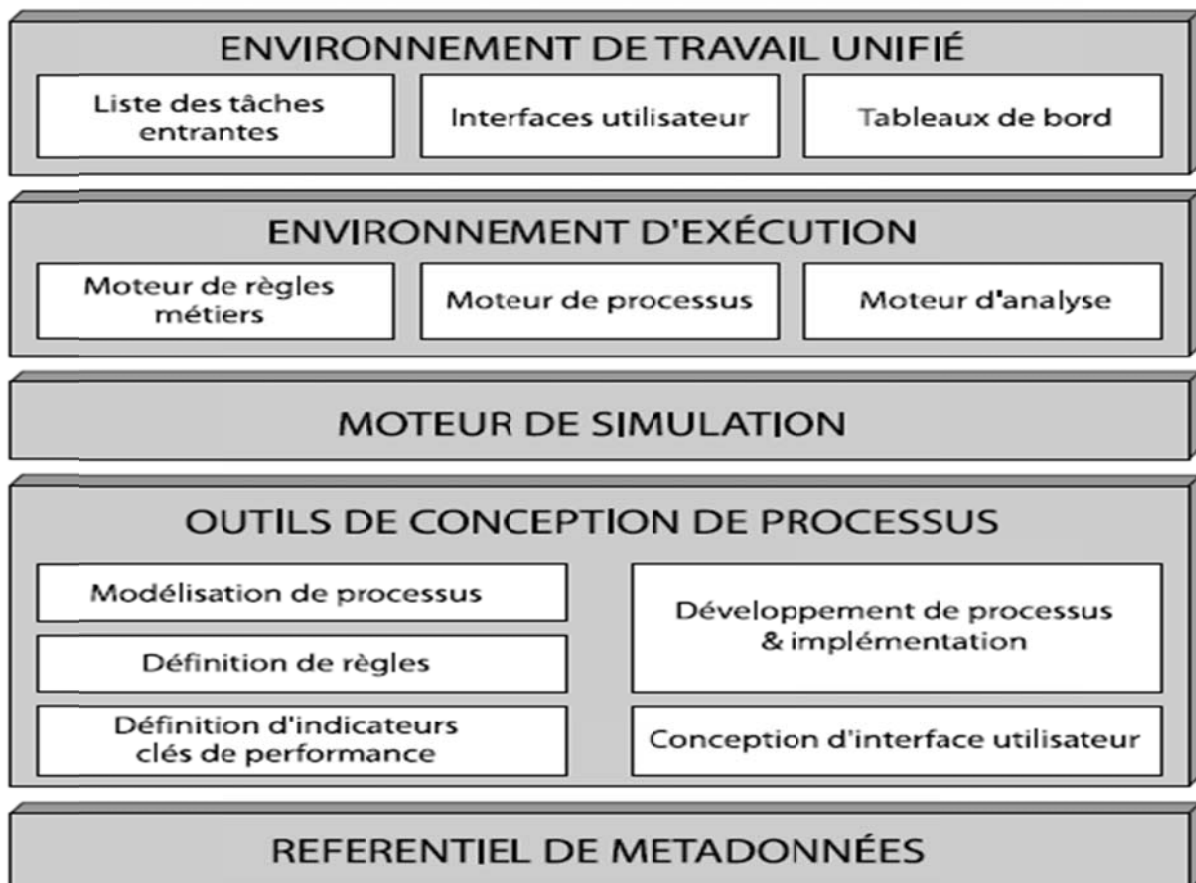 ENVIRONNEMENT DE TRAVAIL UNIFIÉ
Liste des tâches
entrantes
Interfaces utilisateur
Tableaux de bord
ENVIRONNEMENT D'EXÉCUTION
Moteur de règles
métiers
Moteur de processus
Moteur d'analyse
MOTEUR DE SIMULATION
OUTILS DE CONCEPTION DE PROCESSUS
Modélisation de processus
Définition de règles
Définition d'indicateurs
clés de performance
Développement de processus
& implémentation
Conception d'interface utilisateur
REFERENTIEL DE METADONNÉES